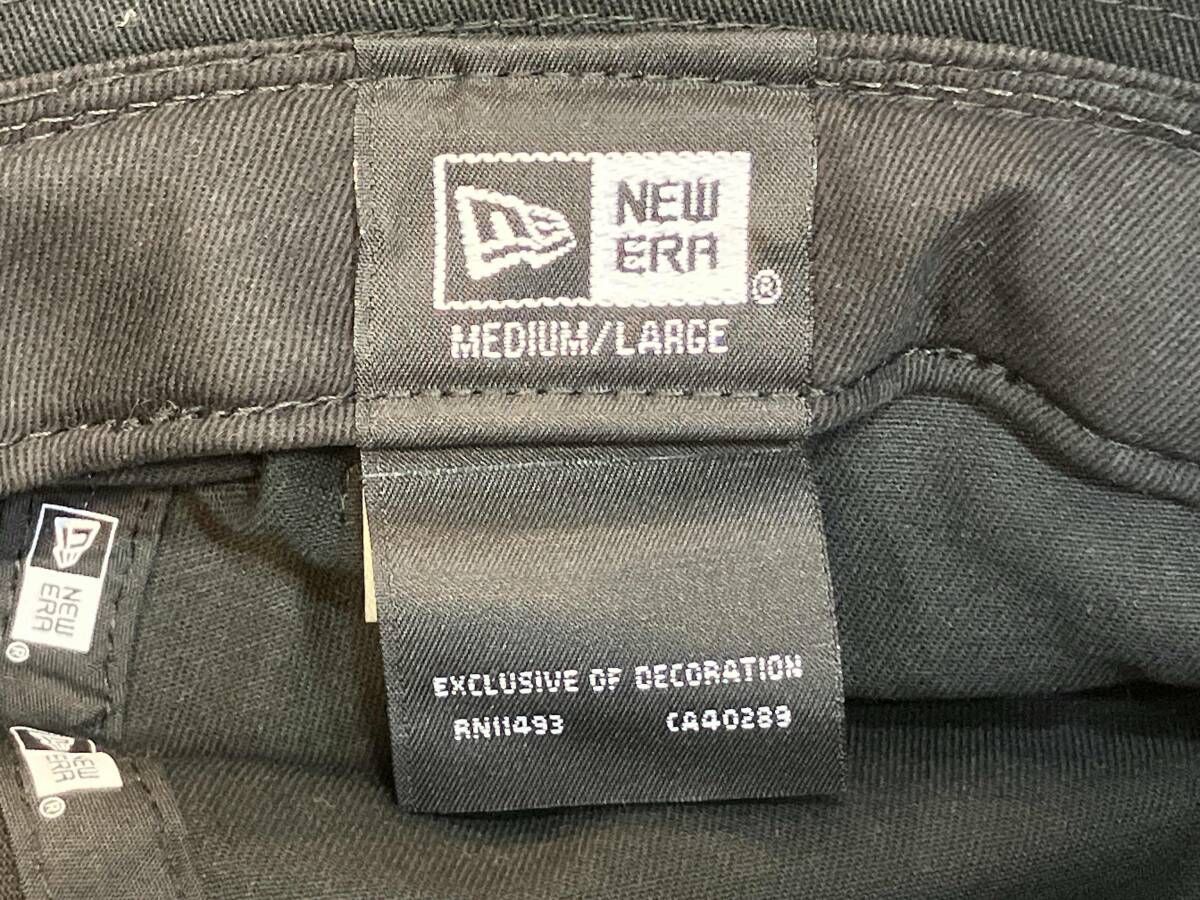 NEW
ERA
®
MEDIUM/LARGE
EXCLUSIVE OF DECORATION
RN11493 CA40289
NEW
ERA
®
NEW
ERA
®